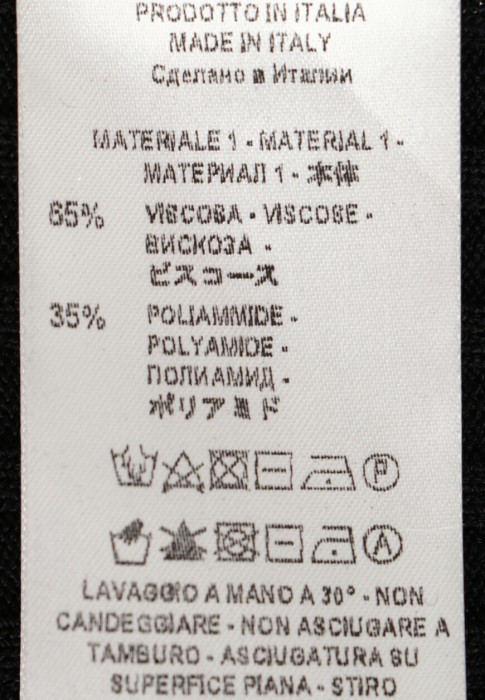 PRODOTTO IN ITALIA
MADE IN ITALY
Сделано в Италии
MATERIALE 1 - MATERIAL 1 -
МАТЕРИАЛ 1 - 本体
65% VISCOSA - VISCOSE -
ВИСКОЗА -
ビスコース
35% POLIAMMIDE -
POLYAMIDE -
ПОЛИАМИД -
ポリアミド
P
A
LAVAGGIO A MANO A 30° - NON
CANDEGGIARE - NON ASCIUGARE A
TAMBURO - ASCIUGATURA SU
SUPERFICE PIANA - STIRO